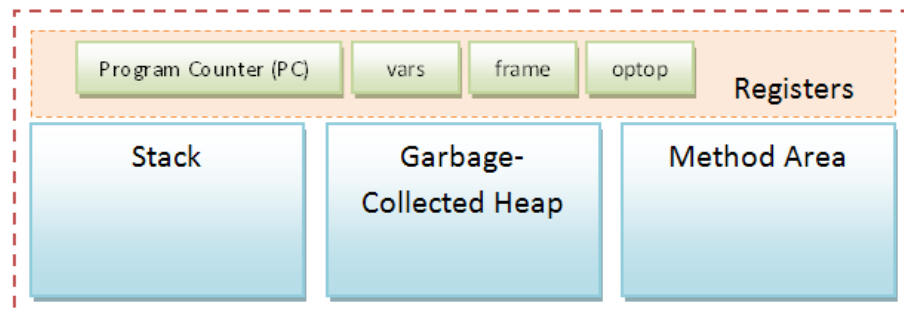 Program Counter (PC) vars frame optop
Registers
Stack
Garbage-
Collected Heap
Method Area